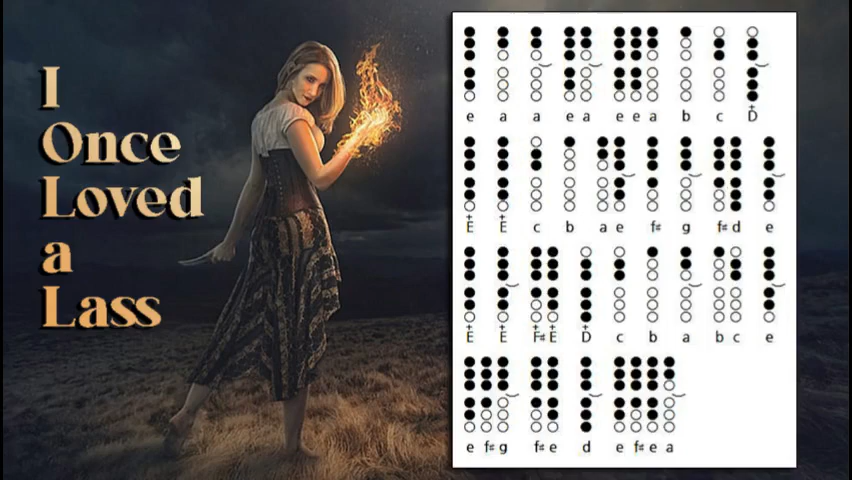 I
Once
Loved
a
Lass
e a a e a e e a b c D
E E c b a e f# g f# d e
E E F# E D c b a b c e
e f# g f# e d e f# e a